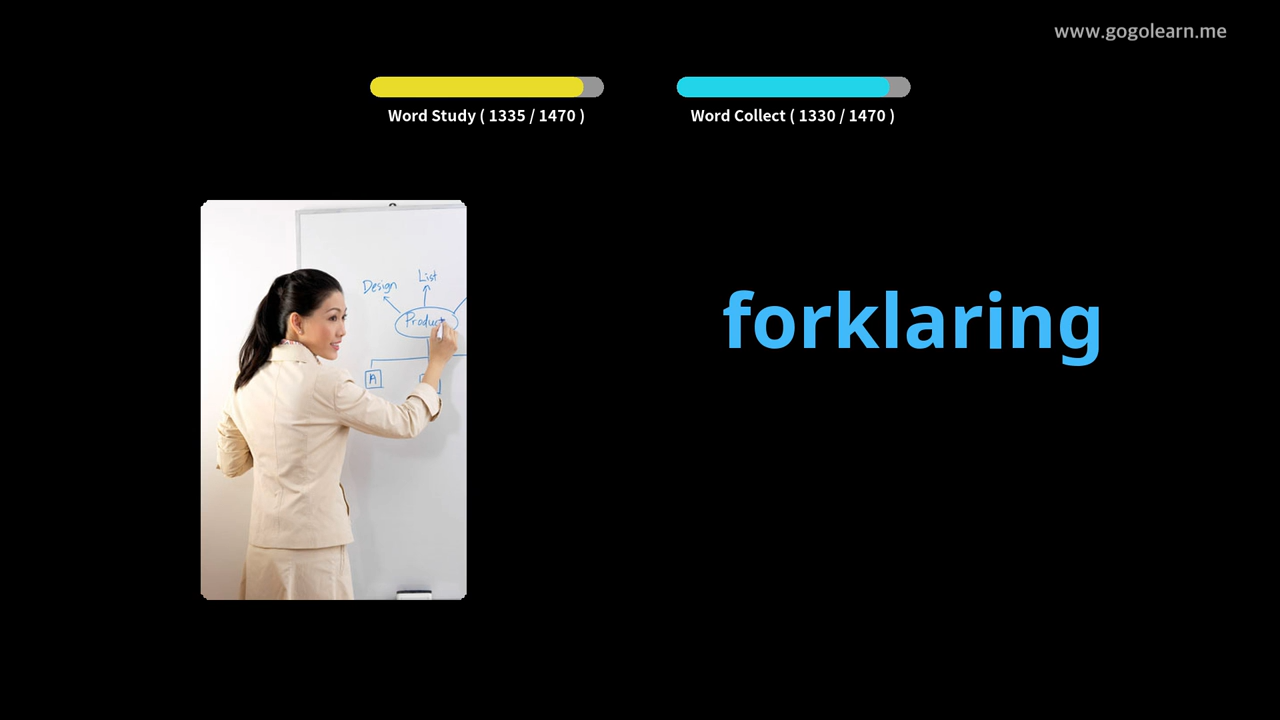 www.gogolearn.me
Word Study ( 1335 / 1470 )
Word Collect ( 1330 / 1470 )
forklaring
List
Design
Product
A